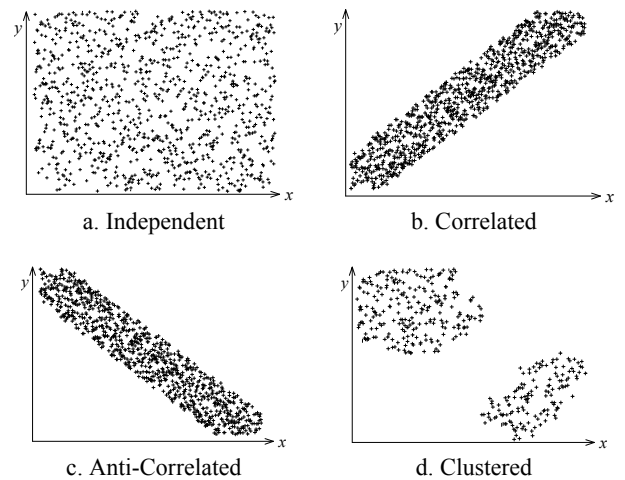 y
x
a. Independent
y
x
b. Correlated
y
x
c. Anti-Correlated
y
x
d. Clustered